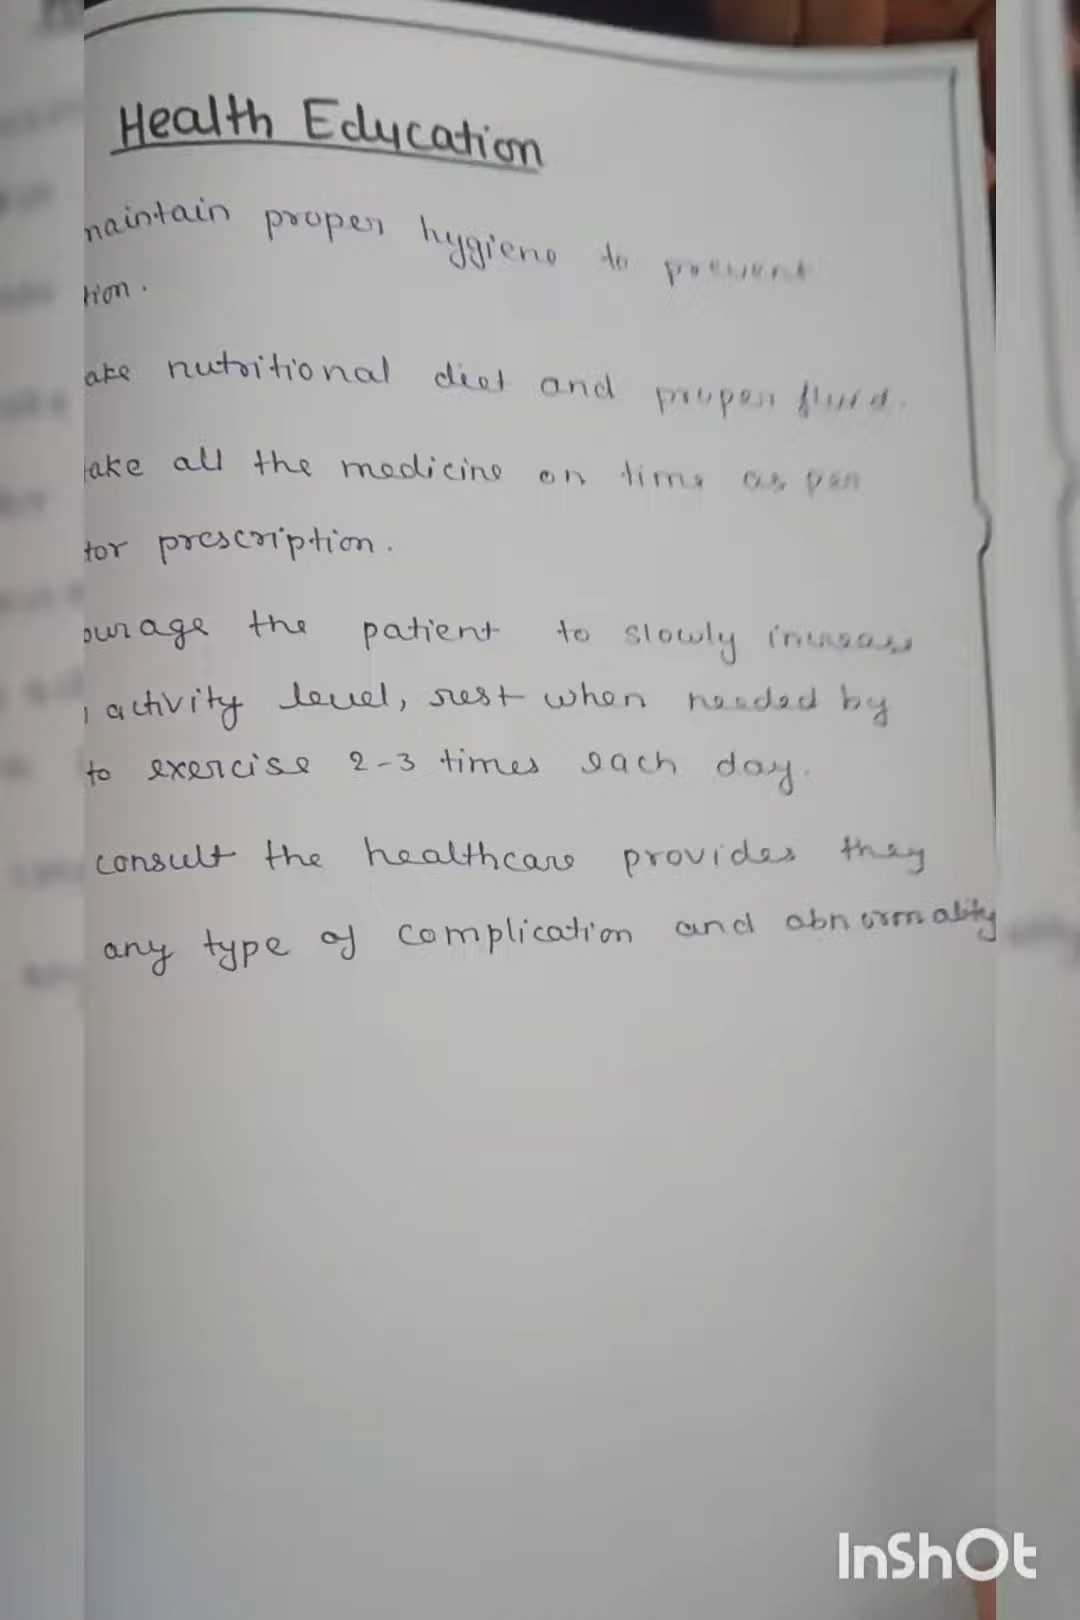 Health Edycation
naintain proper hygiene to prevent
tion.
ake nutritional diet and proper fluid.
ake all the medicine on time as per
tor prescription.
ourage the patient to slowly increase
activity level, rest when needed by
to exercise 2-3 times each day.
consult the healthcare provides they
any type of complication and abnormality
InShOt